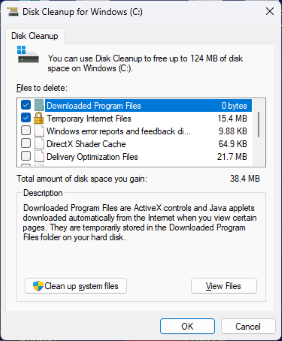 Disk Cleanup for Windows (C:)
Disk Cleanup
You can use Disk Cleanup to free up to 124 MB of disk
space on Windows (C:).
Files to delete:
Downloaded Program Files 0 bytes
Temporary Internet Files 15.4 MB
Windows error reports and feedback di... 9.88 KB
DirectX Shader Cache 64.9 KB
Delivery Optimization Files 21.7 MB
Total amount of disk space you gain: 38.4 MB
Description
Downloaded Program Files are ActiveX controls and Java applets
downloaded automatically from the Internet when you view certain
pages. They are temporarily stored in the Downloaded Program
Files folder on your hard disk.
Clean up system files
View Files
OK
Cancel